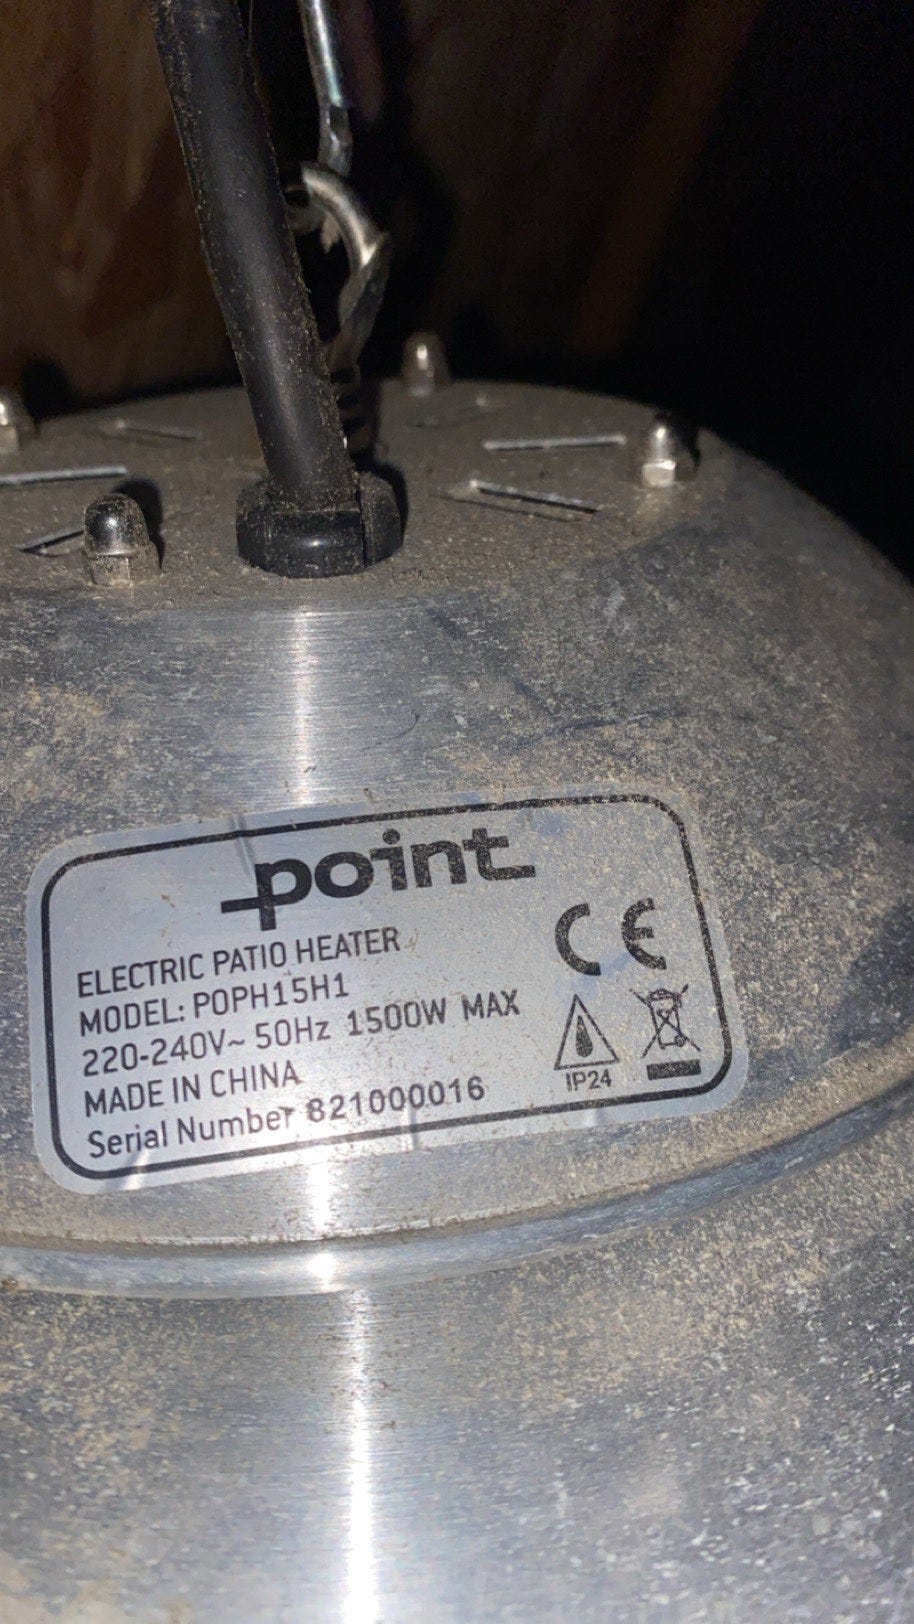 point
ELECTRIC PATIO HEATER
MODEL: POPH15H1
220-240V~ 50Hz 1500W MAX
MADE IN CHINA
Serial Number 821000016
CE
IP24